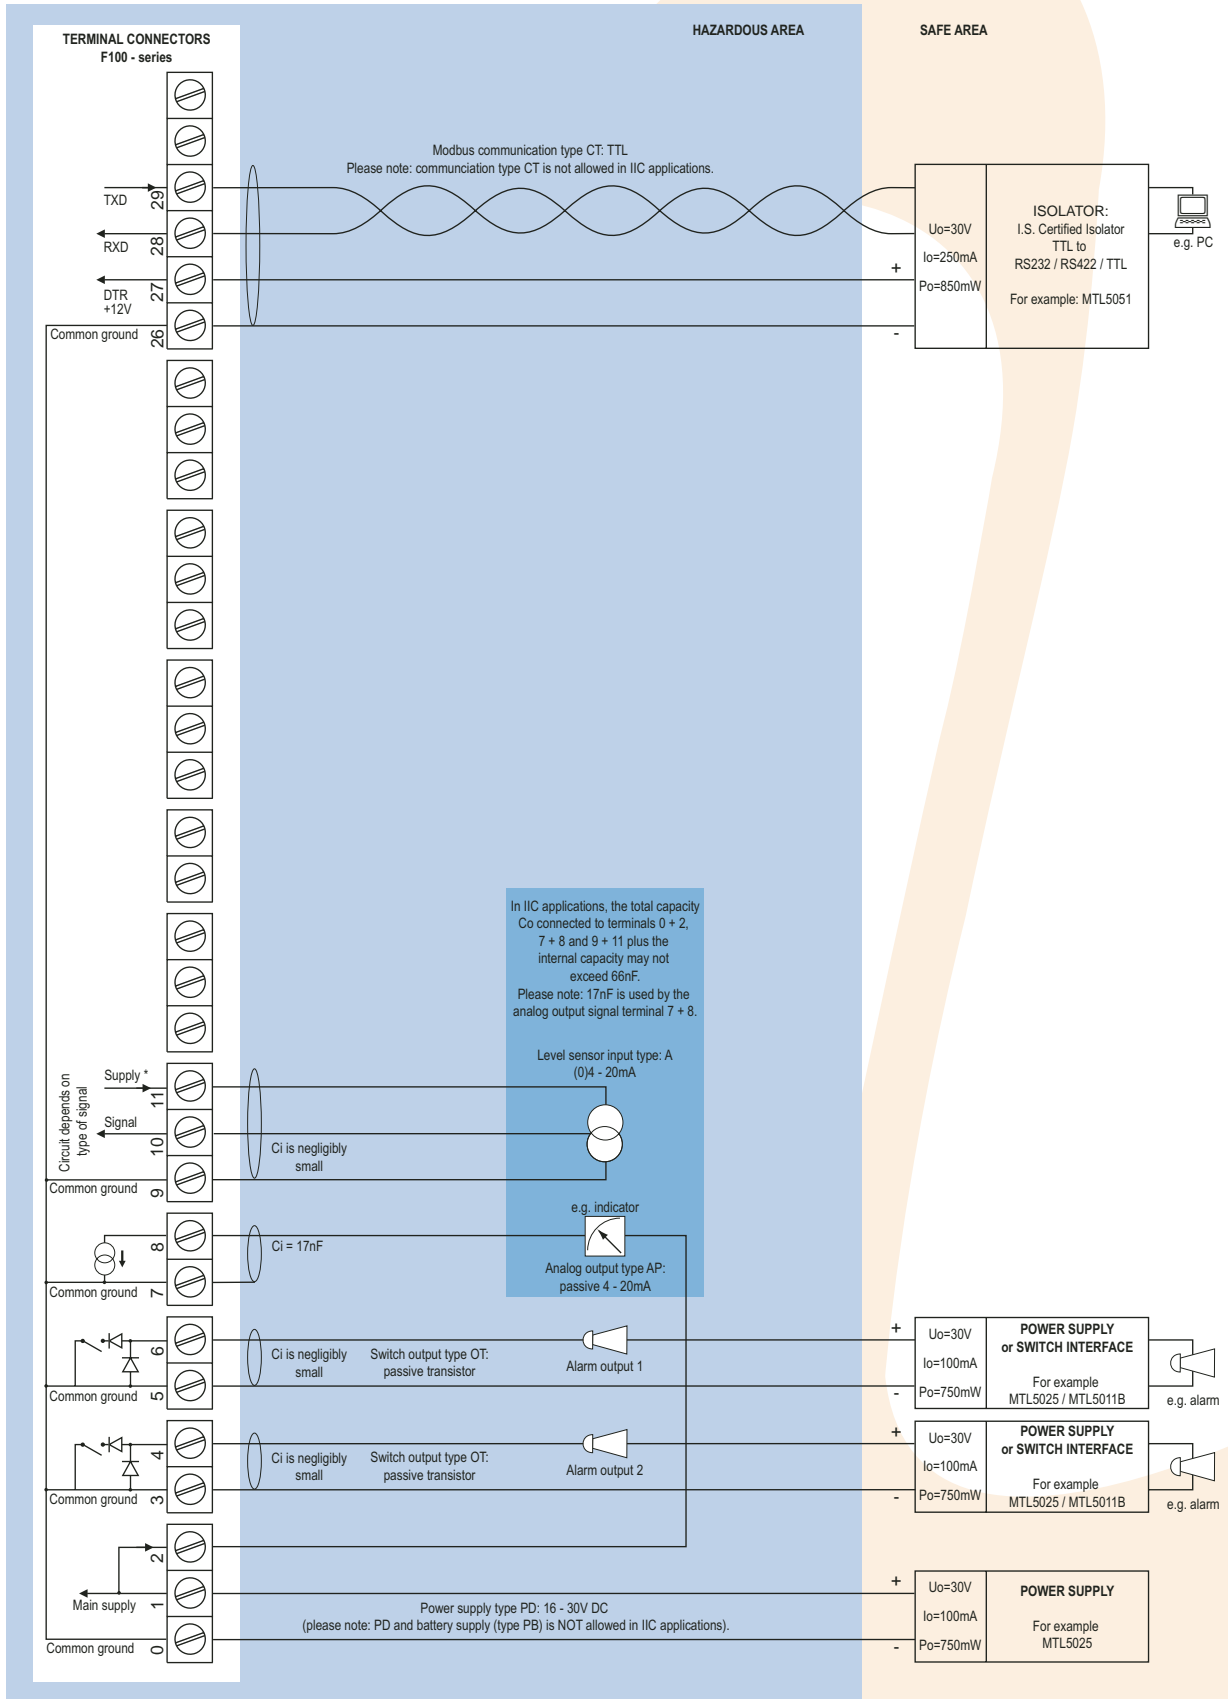 HAZARDOUS AREA
SAFE AREA
TERMINAL CONNECTORS
F100 - series
Modbus communication type CT: TTL
Please note: communciation type CT is not allowed in IIC applications.
TXD
29
RXD
28
DTR
+12V
27
Common ground
26
+
-
Uo=30V
Io=250mA
Po=850mW
ISOLATOR:
I.S. Certified Isolator
TTL to
RS232 / RS422 / TTL
For example: MTL5051
e.g. PC
In IIC applications, the total capacity
Co connected to terminals 0 + 2,
7 + 8 and 9 + 11 plus the
internal capacity may not
exceed 66nF.
Please note: 17nF is used by the
analog output signal terminal 7 + 8.
Level sensor input type: A
(0)4 - 20mA
Circuit depends on
type of signal
Supply *
11
Signal
10
Common ground
9
Ci is negligibly
small
e.g. indicator
Analog output type AP:
passive 4 - 20mA
8
Ci = 17nF
Common ground
7
6
Common ground
5
Ci is negligibly
small
Switch output type OT:
passive transistor
Alarm output 1
+
-
Uo=30V
Io=100mA
Po=750mW
POWER SUPPLY
or SWITCH INTERFACE
For example
MTL5025 / MTL5011B
e.g. alarm
4
Common ground
3
Ci is negligibly
small
Switch output type OT:
passive transistor
Alarm output 2
+
-
Uo=30V
Io=100mA
Po=750mW
POWER SUPPLY
or SWITCH INTERFACE
For example
MTL5025 / MTL5011B
e.g. alarm
2
Main supply
1
Common ground
0
Power supply type PD: 16 - 30V DC
(please note: PD and battery supply (type PB) is NOT allowed in IIC applications).
+
-
Uo=30V
Io=100mA
Po=750mW
POWER SUPPLY
For example
MTL5025